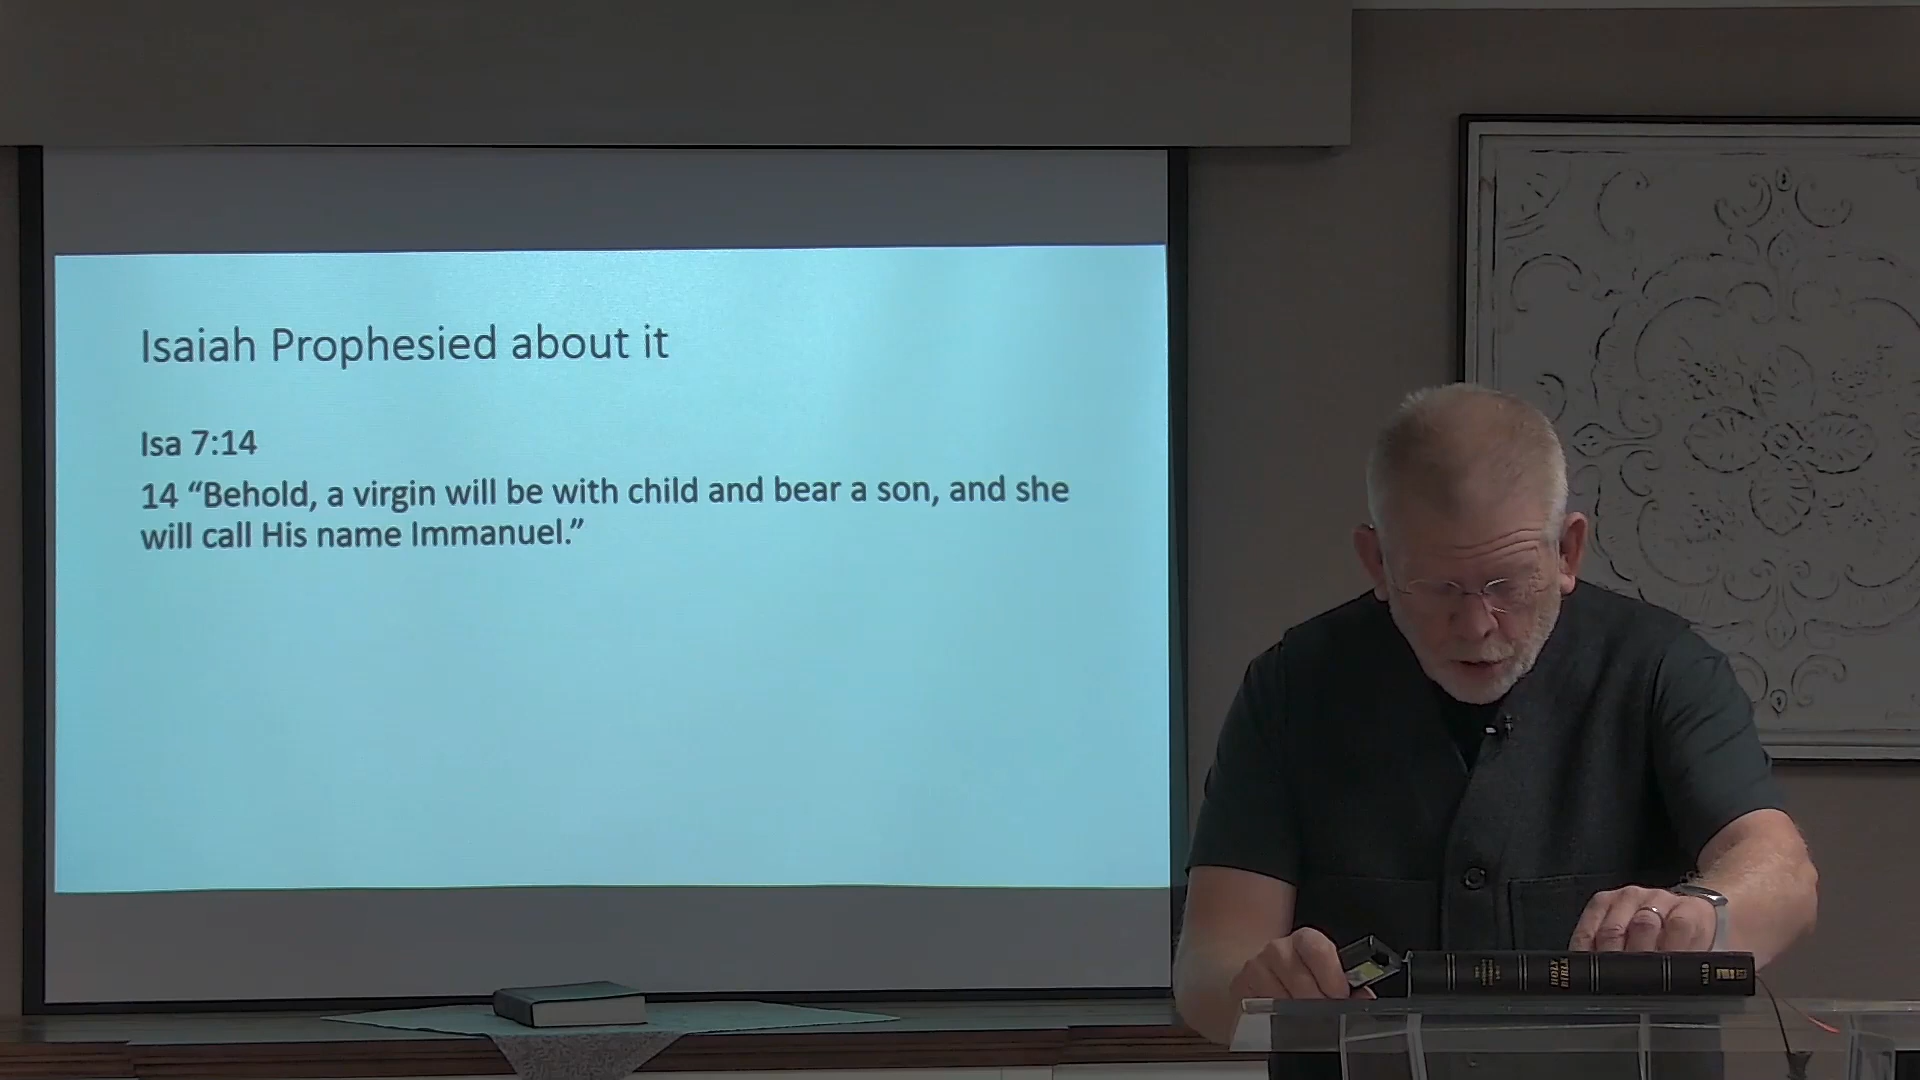 Isaiah Prophesied about it
Isa 7:14
14 “Behold, a virgin will be with child and bear a son, and she
will call His name Immanuel.”
HOLY
BIBLE